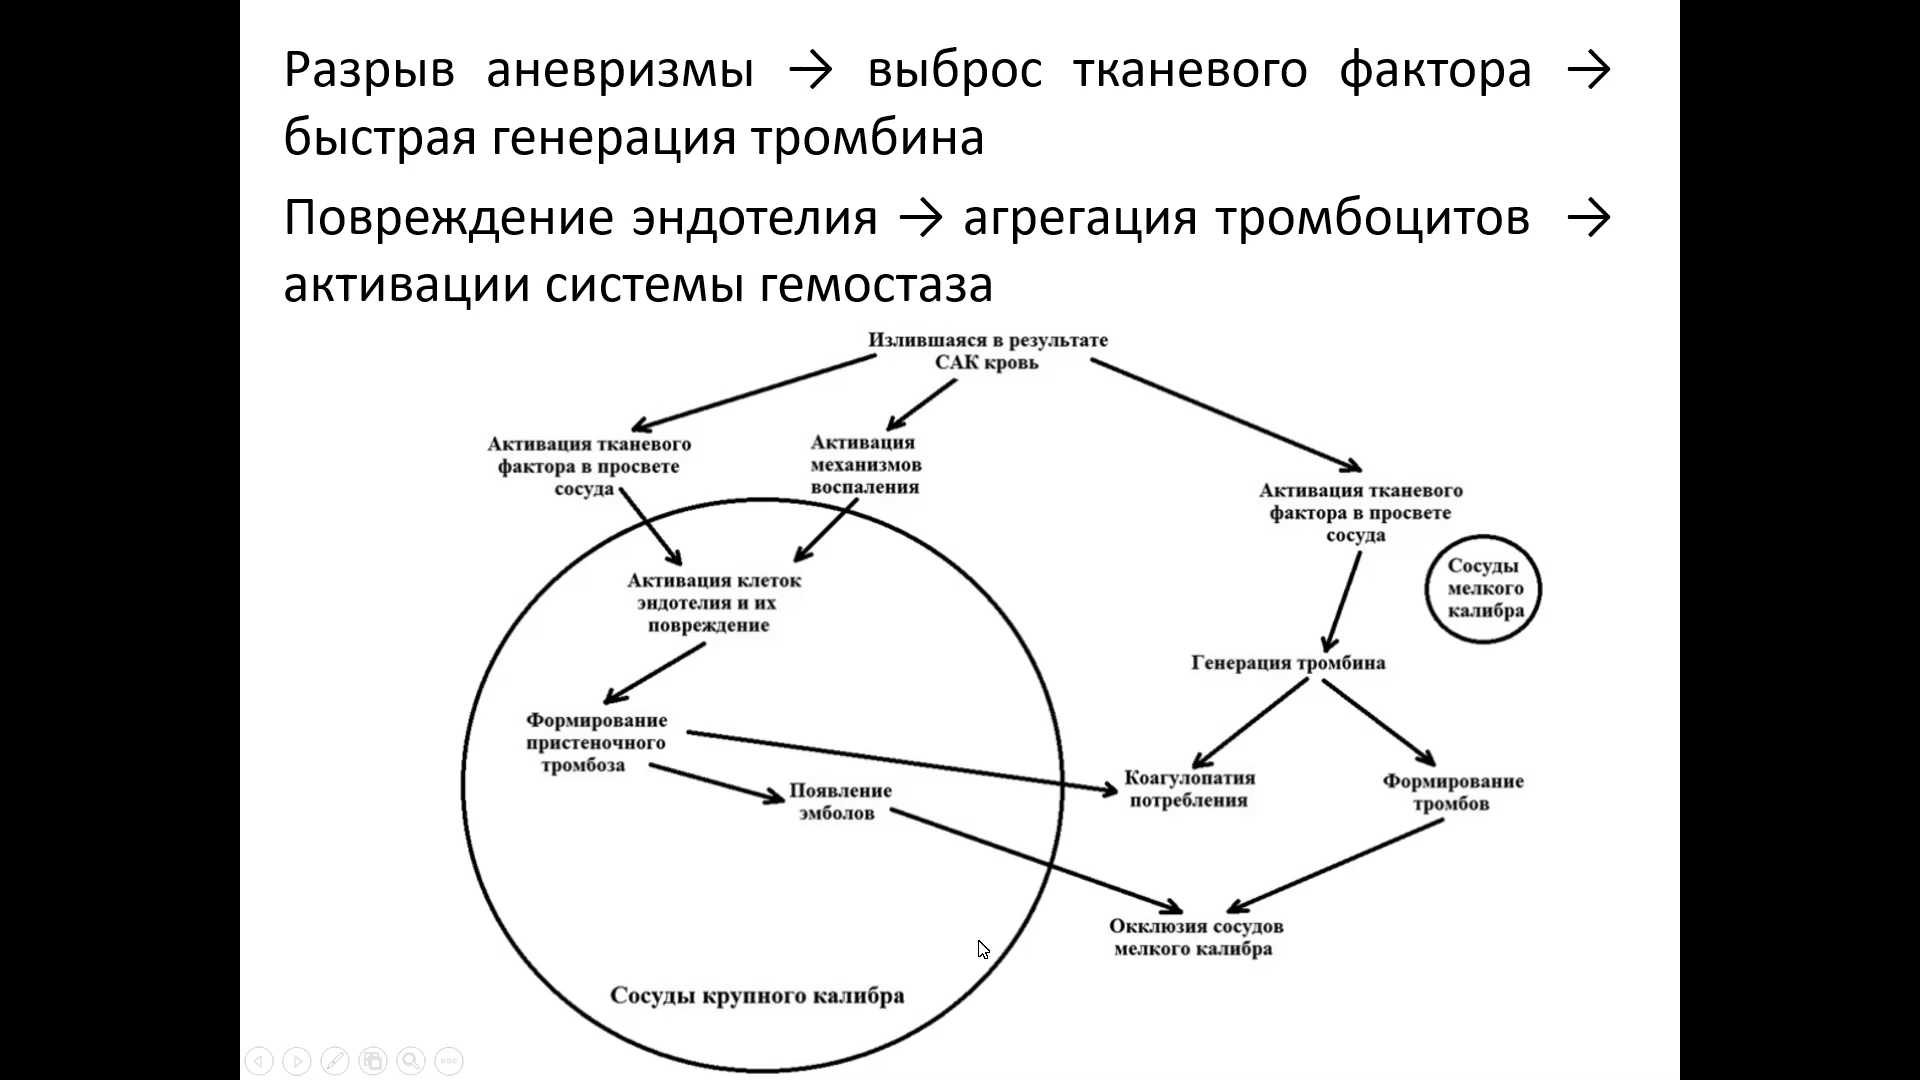 Разрыв аневризмы → выброс тканевого фактора →
быстрая генерация тромбина
Повреждение эндотелия → агрегация тромбоцитов →
активации системы гемостаза
Излившаяся в результате
САК кровь
Активация тканевого
фактора в просвете
сосуда
Активация
механизмов
воспаления
Активация тканевого
фактора в просвете
сосуда
Сосуды
мелкого
калибра
Активация клеток
эндотелия и их
повреждение
Генерация тромбина
Формирование
пристеночного
тромбоза
Появление
эмболов
Коагулопатия
потребления
Формирование
тромбов
Окклюзия сосудов
мелкого калибра
Сосуды крупного калибра